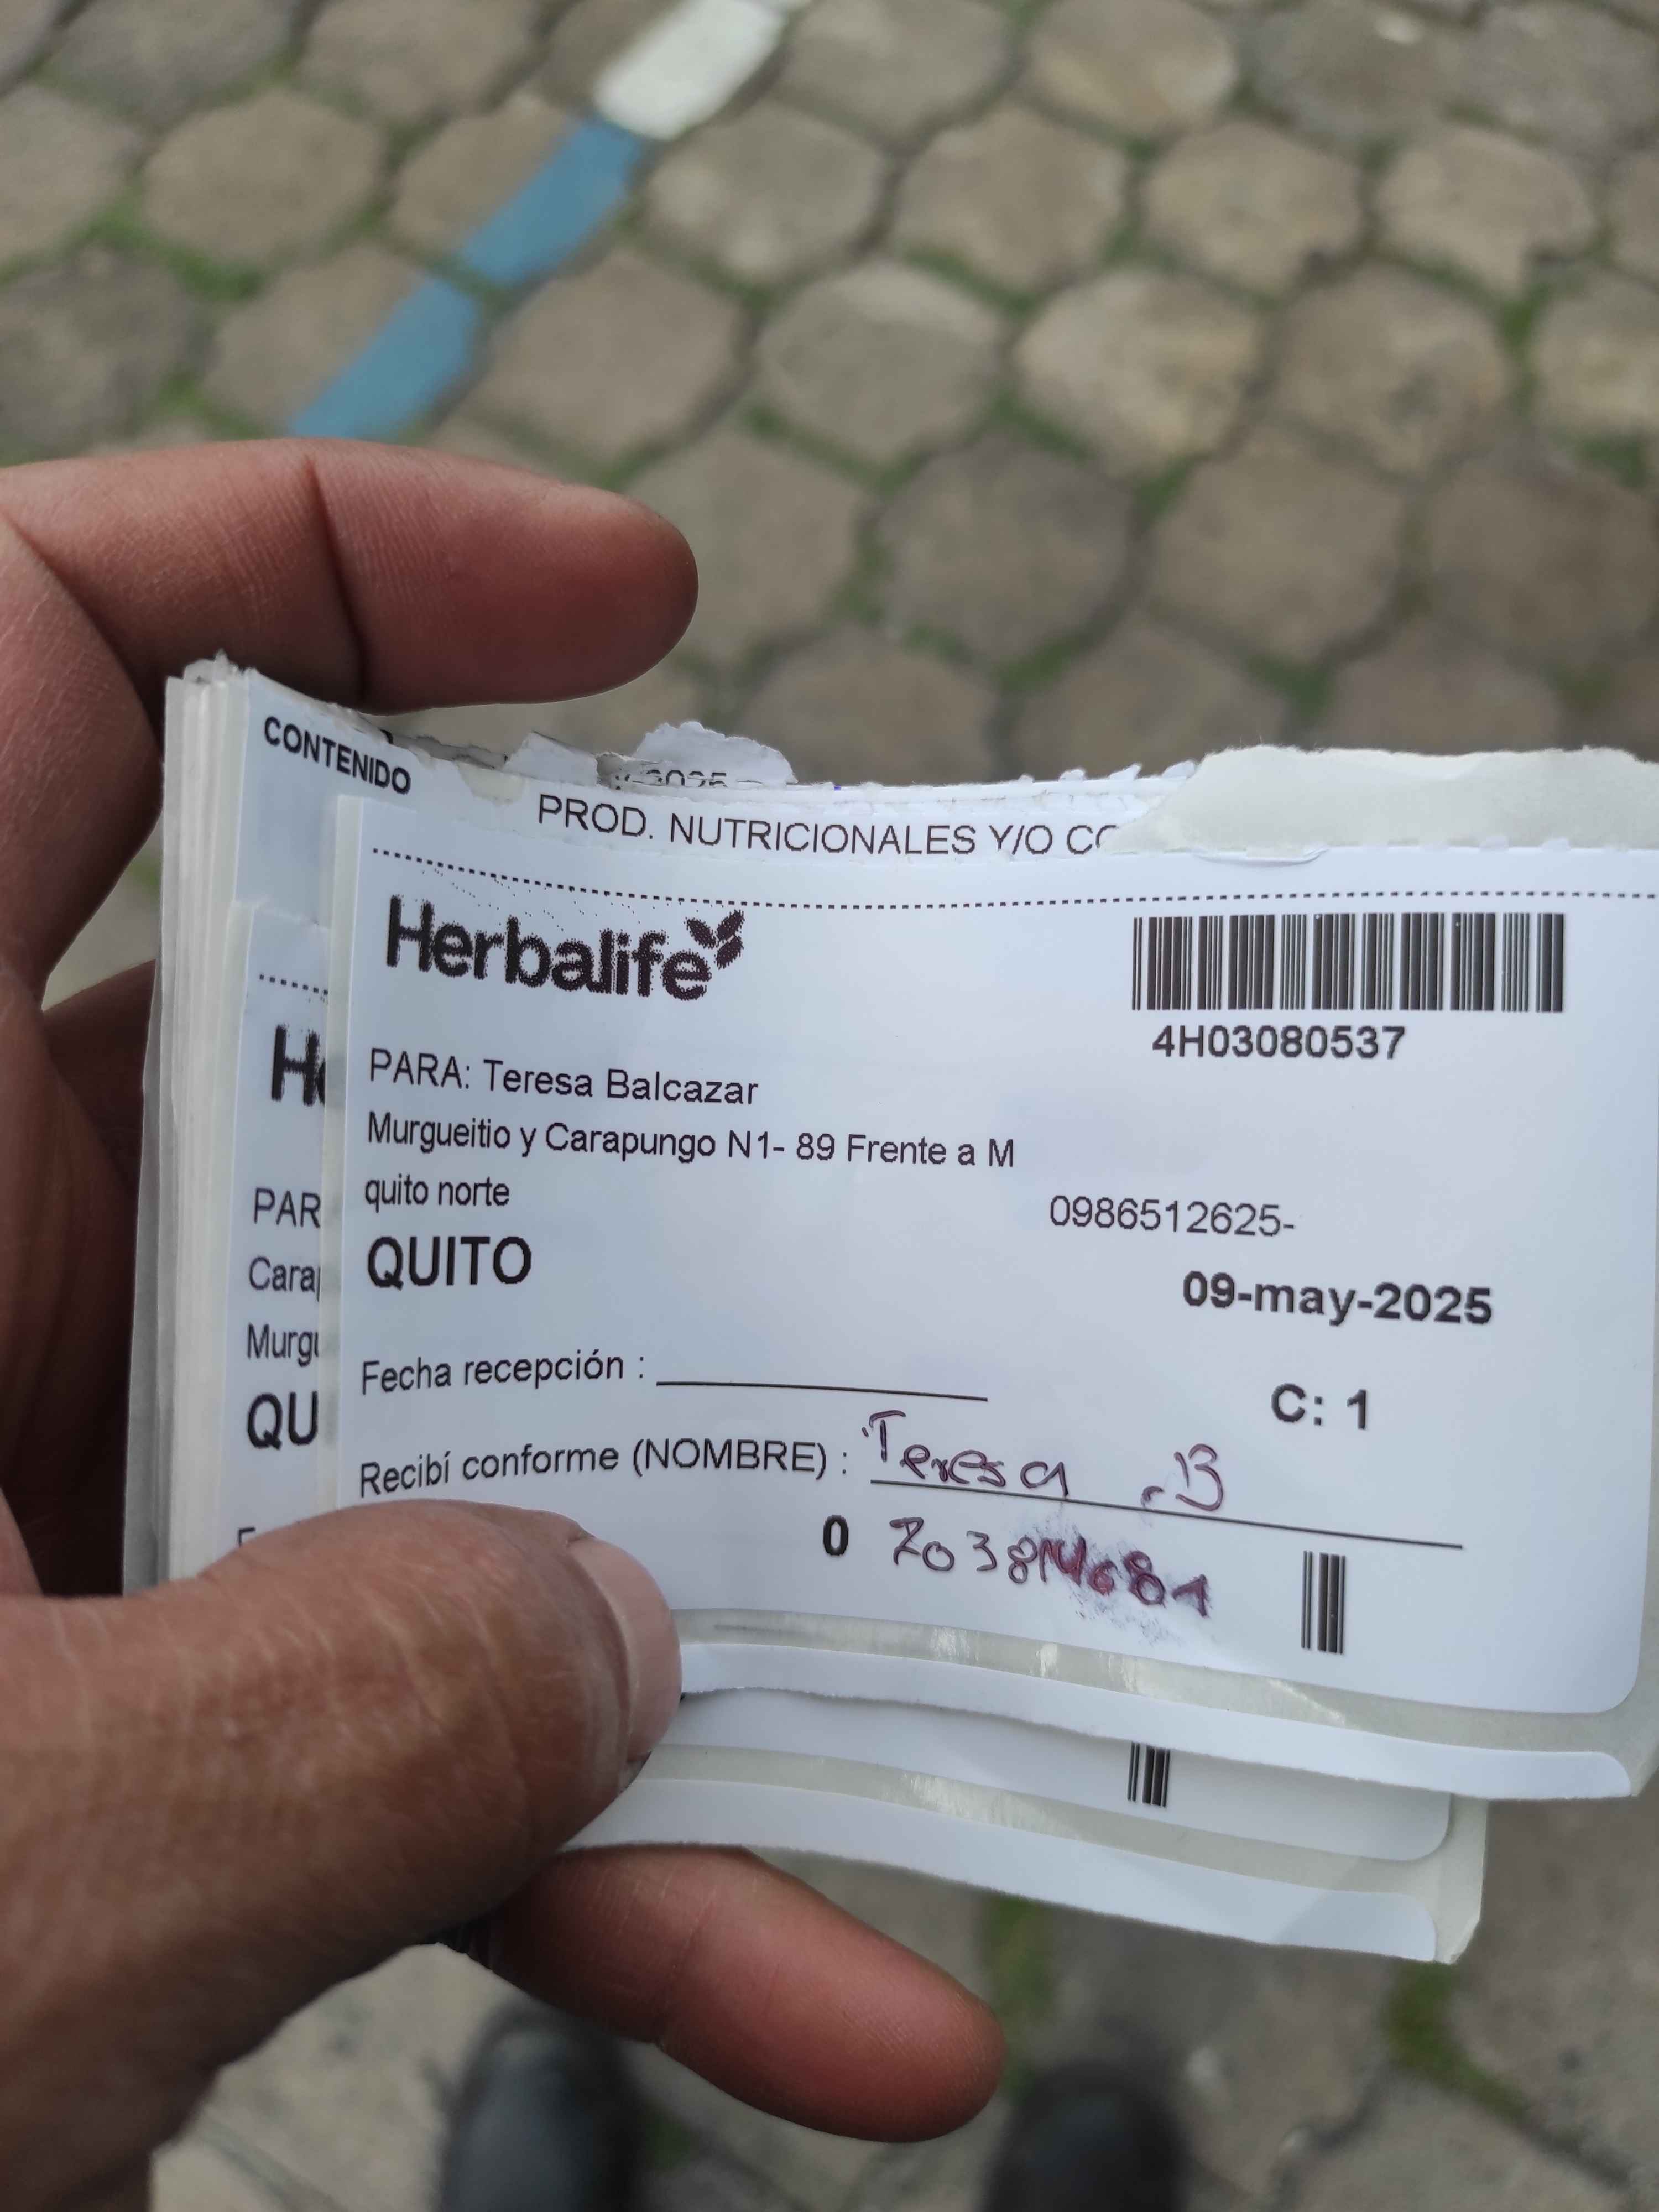 CONTENIDO
PROD. NUTRICIONALES Y/O CO
Herbalife
4H03080537
PARA: Teresa Balcazar
Murgueitio y Carapungo N1- 89 Frente a M
quito norte
0986512625-
QUITO
09-may-2025
Fecha recepción :
C: 1
Recibí conforme (NOMBRE) : Teresa .B
0
PAR
Cara
Murgu
QU